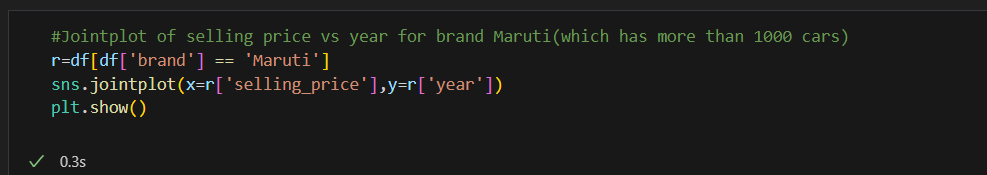 #Jointplot of selling price vs year for brand Maruti(which has more than 1000 cars)
r=df[df['brand'] == 'Maruti']
sns.jointplot(x=r['selling_price'],y=r['year'])
plt.show()
0.3s